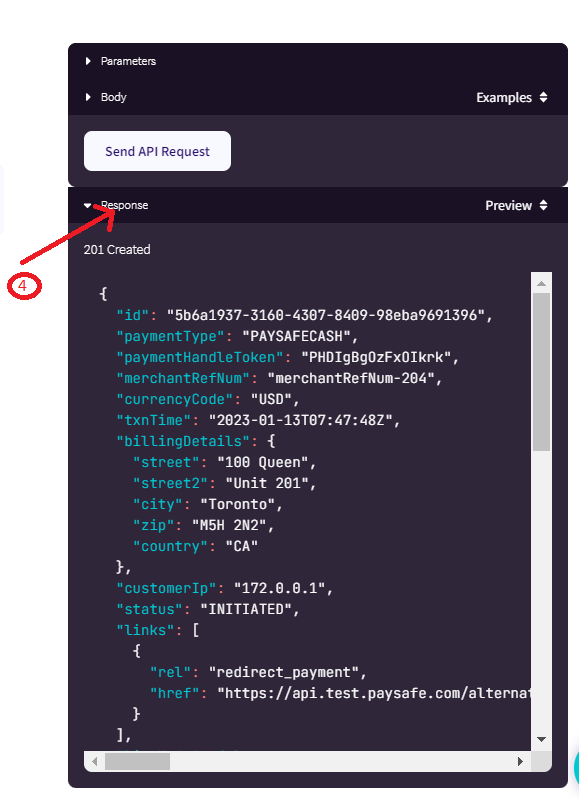 Parameters
Body Examples
Send API Request
Response Preview
201 Created
4
{
"id": "5b6a1937-3160-4307-8409-98eba9691396",
"paymentType": "PAYSAFECASH",
"paymentHandleToken": "PHDIgBgOzFxOIkrk",
"merchantRefNum": "merchantRefNum-204",
"currencyCode": "USD",
"txnTime": "2023-01-13T07:47:48Z",
"billingDetails": {
"street": "100 Queen",
"street2": "Unit 201",
"city": "Toronto",
"zip": "M5H 2N2",
"country": "CA"
},
"customerIp": "172.0.0.1",
"status": "INITIATED",
"links": [
{
"rel": "redirect_payment",
"href": "https://api.test.paysafe.com/alternat
}
],